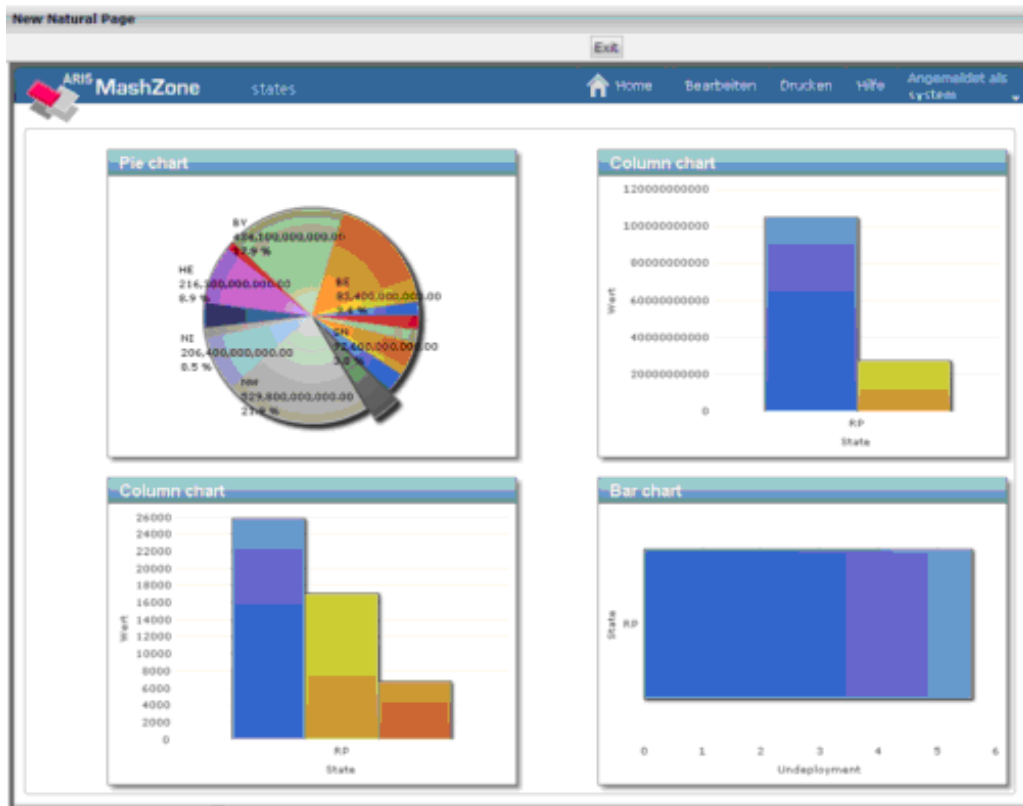 New Natural Page
Exit
ARIS MashZone
states
Home
Bearbeiten
Drucken
Hilfe
Angemeldet als
system
Pie chart
BY
12.9 %
HE
8.9 %
NI
206,400,000,000.00
8.5 %
NW
529,800,000,000.00
BE
Column chart
120000000000
100000000000
80000000000
60000000000
40000000000
20000000000
0
Wert
RP
State
Column chart
26000
24000
22000
20000
18000
16000
14000
12000
10000
8000
6000
4000
2000
0
Wert
RP
State
Bar chart
State
RP
0 1 2 3 4 5 6
Undeployment